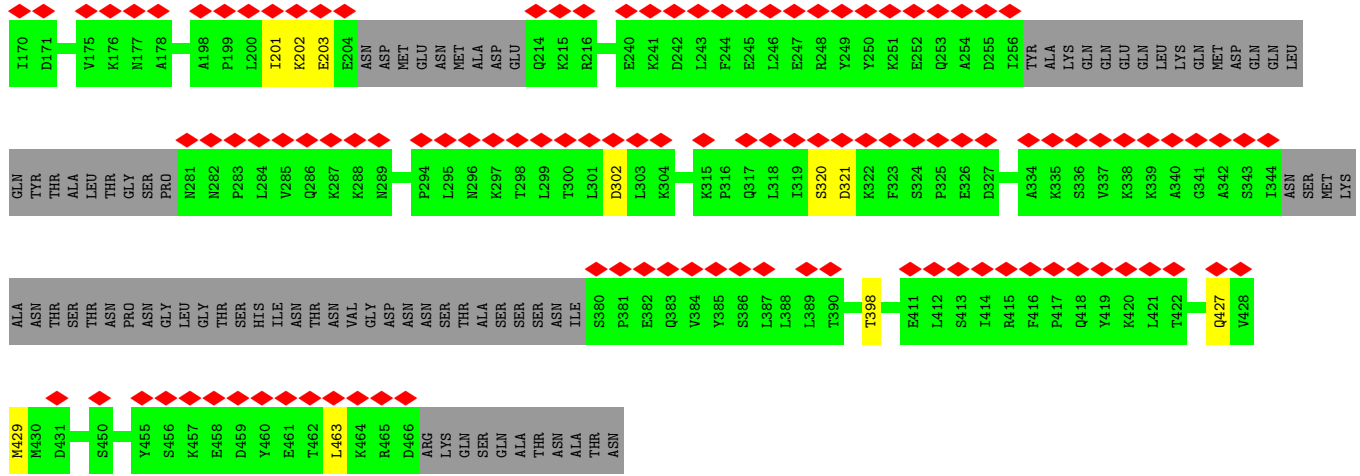 I170 D171 V175 K176 N177 A178 A198 P199 L200 I201 K202 E203 E204 ASN ASP MET GLU ASN MET ALA ASP GLU Q214 K215 R216 E240 K241 D242 L243 F244 E245 L246 E247 R248 Y249 Y250 K251 E252 Q253 A254 D255 I256 TYR ALA LYS GLN GLN GLU GLU GLN LEU LYS GLN MET ASP GLN GLN LEU
GLN TYR THR ALA LEU THR GLY SER PRO N281 N282 P283 L284 V285 Q286 K287 K288 N289 P294 L295 N296 K297 T298 L299 T300 L301 D302 L303 K304 K315 P316 Q317 L318 I319 S320 D321 K322 F323 S324 P325 E326 D327 A334 K335 S336 V337 K338 K339 A340 G341 A342 S343 I344 ASN SER MET LYS
ALA ASN THR SER THR ASN PRO ASN GLY LEU GLY THR SER HIS ILE ASN THR ASN VAL GLY ASP ASN ASN SER THR ALA SER SER SER ASN ILE S380 P381 E382 Q383 V384 Y385 S386 L387 L388 L389 T390 T398 E411 L412 S413 I414 R415 F416 P417 Q418 Y419 K420 L421 T422 Q427 V428
M429 M430 D431 S450 Y455 S456 K457 E458 D459 Y460 E461 T462 L463 K464 R465 D466 ARG LYS GLN SER GLN ALA THR ASN ALA THR ASN